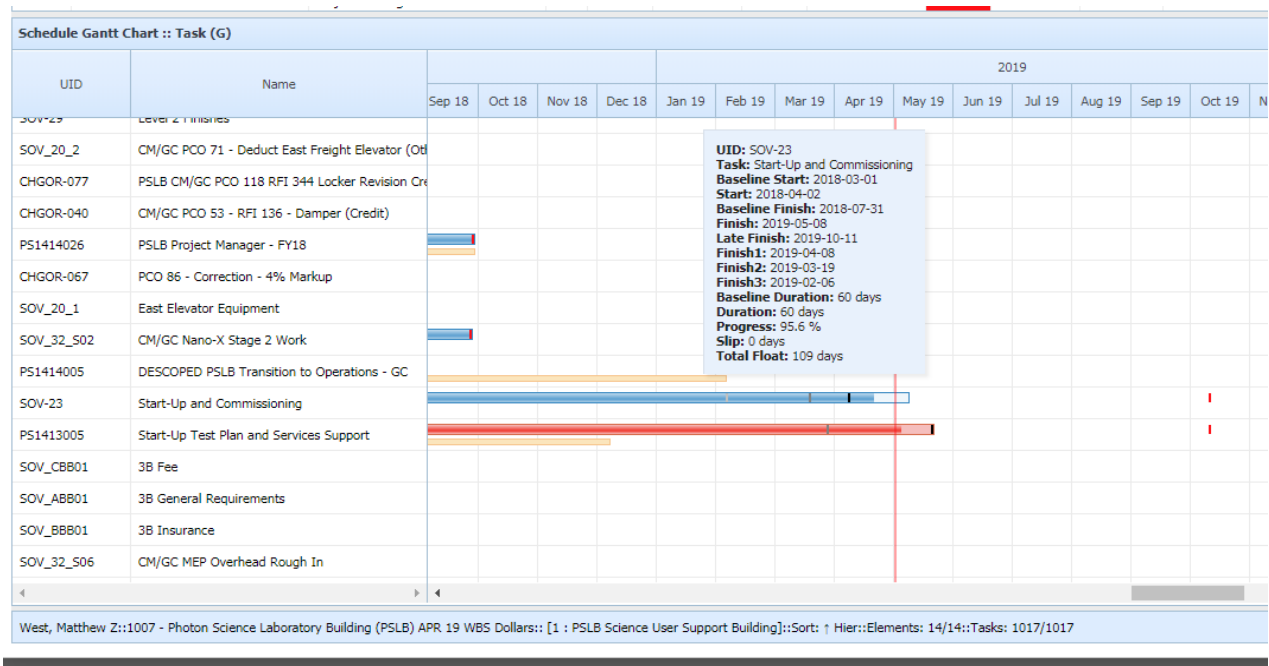 Schedule Gantt Chart :: Task (G)
UID
Name
2019
Sep 18 Oct 18 Nov 18 Dec 18 Jan 19 Feb 19 Mar 19 Apr 19 May 19 Jun 19 Jul 19 Aug 19 Sep 19 Oct 19 N
SOV-29 Level 2 Finishes
SOV_20_2 CM/GC PCO 71 - Deduct East Freight Elevator (Oth
CHGOR-077 PSLB CM/GC PCO 118 RFI 344 Locker Revision Cre
CHGOR-040 CM/GC PCO 53 - RFI 136 - Damper (Credit)
PS1414026 PSLB Project Manager - FY18
CHGOR-067 PCO 86 - Correction - 4% Markup
SOV_20_1 East Elevator Equipment
SOV_32_S02 CM/GC Nano-X Stage 2 Work
PS1414005 DESCOPED PSLB Transition to Operations - GC
SOV-23 Start-Up and Commissioning
PS1413005 Start-Up Test Plan and Services Support
SOV_CBB01 3B Fee
SOV_ABB01 3B General Requirements
SOV_BBB01 3B Insurance
SOV_32_S06 CM/GC MEP Overhead Rough In
UID: SOV-23
Task: Start-Up and Commissioning
Baseline Start: 2018-03-01
Start: 2018-04-02
Baseline Finish: 2018-07-31
Finish: 2019-05-08
Late Finish: 2019-10-11
Finish1: 2019-04-08
Finish2: 2019-03-19
Finish3: 2019-02-06
Baseline Duration: 60 days
Duration: 60 days
Progress: 95.6 %
Slip: 0 days
Total Float: 109 days
West, Matthew Z::1007 - Photon Science Laboratory Building (PSLB) APR 19 WBS Dollars:: [1 : PSLB Science User Support Building]::Sort: ↑ Hier::Elements: 14/14::Tasks: 1017/1017